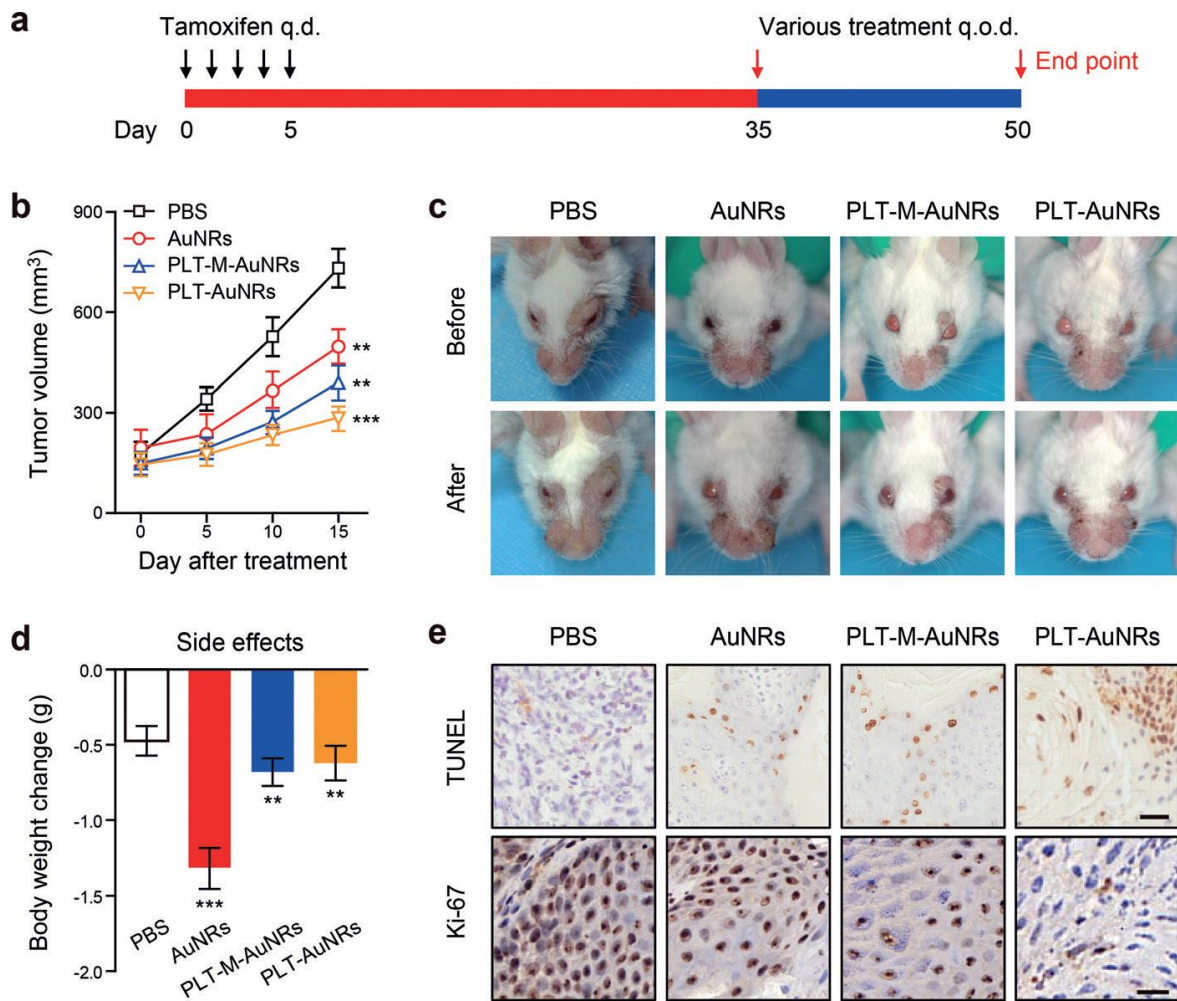 a
Tamoxifen q.d.
Various treatment q.o.d.
End point
Day 0 5 35 50
b
Tumor volume (mm³)
900
600
300
0
PBS
AuNRs
PLT-M-AuNRs
PLT-AuNRs
**
**
***
0 5 10 15
Day after treatment
c
PBS AuNRs PLT-M-AuNRs PLT-AuNRs
Before
After
d
Side effects
Body weight change (g)
0.0
-0.5
-1.0
-1.5
-2.0
***
**
**
PBS
AuNRs
PLT-M-AuNRs
PLT-AuNRs
e
PBS AuNRs PLT-M-AuNRs PLT-AuNRs
TUNEL
Ki-67